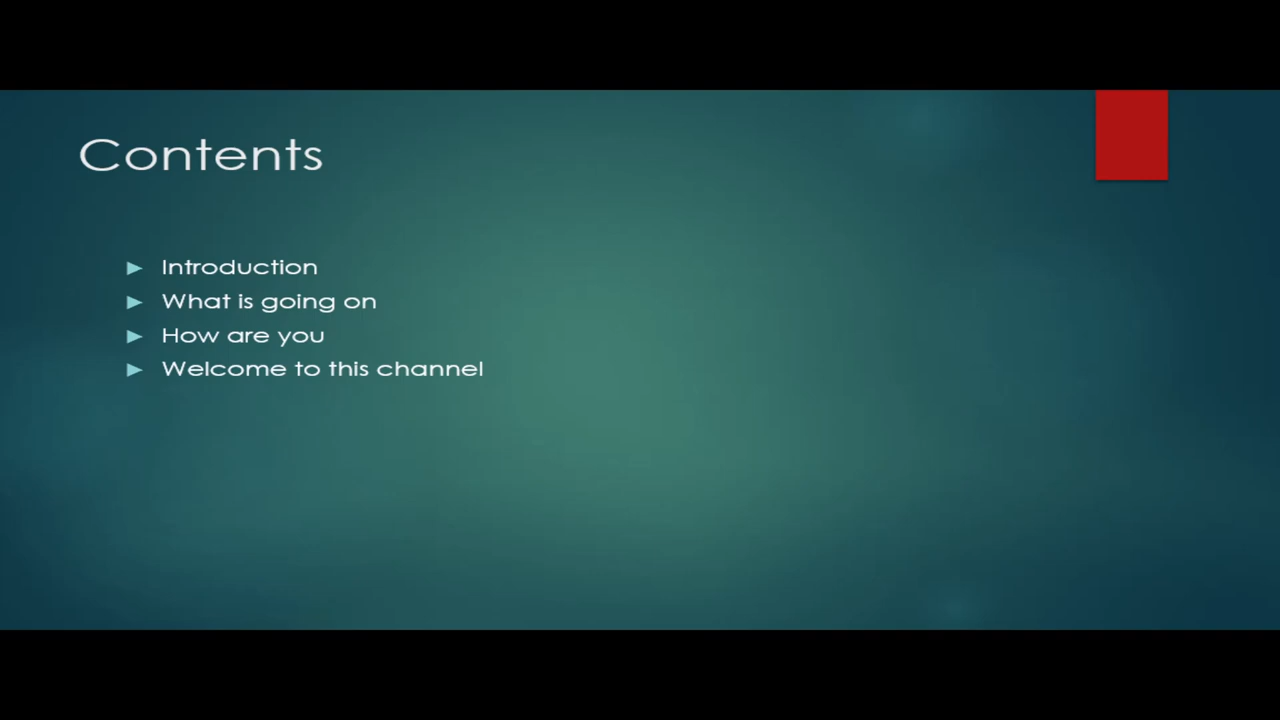 Contents
Introduction
What is going on
How are you
Welcome to this channel